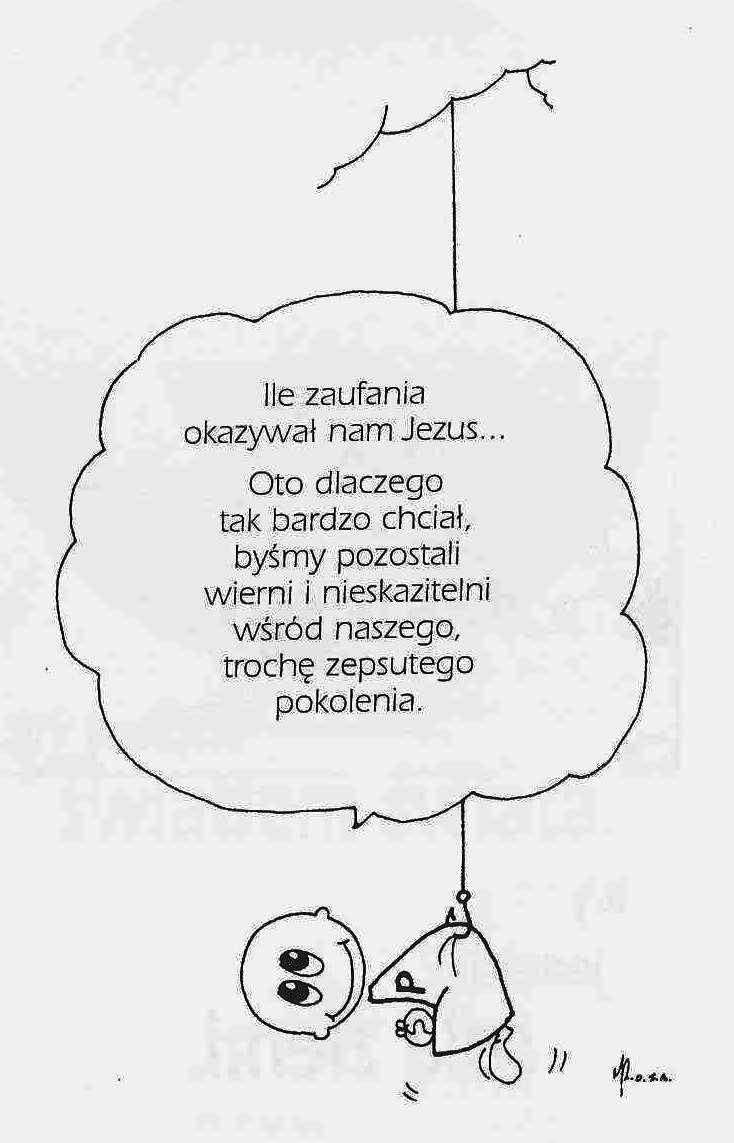 Ile zaufania
okazywał nam Jezus...
Oto dlaczego
tak bardzo chciał,
byśmy pozostali
wierni i nieskazitelni
wśród naszego,
trochę zepsutego
pokolenia.
P